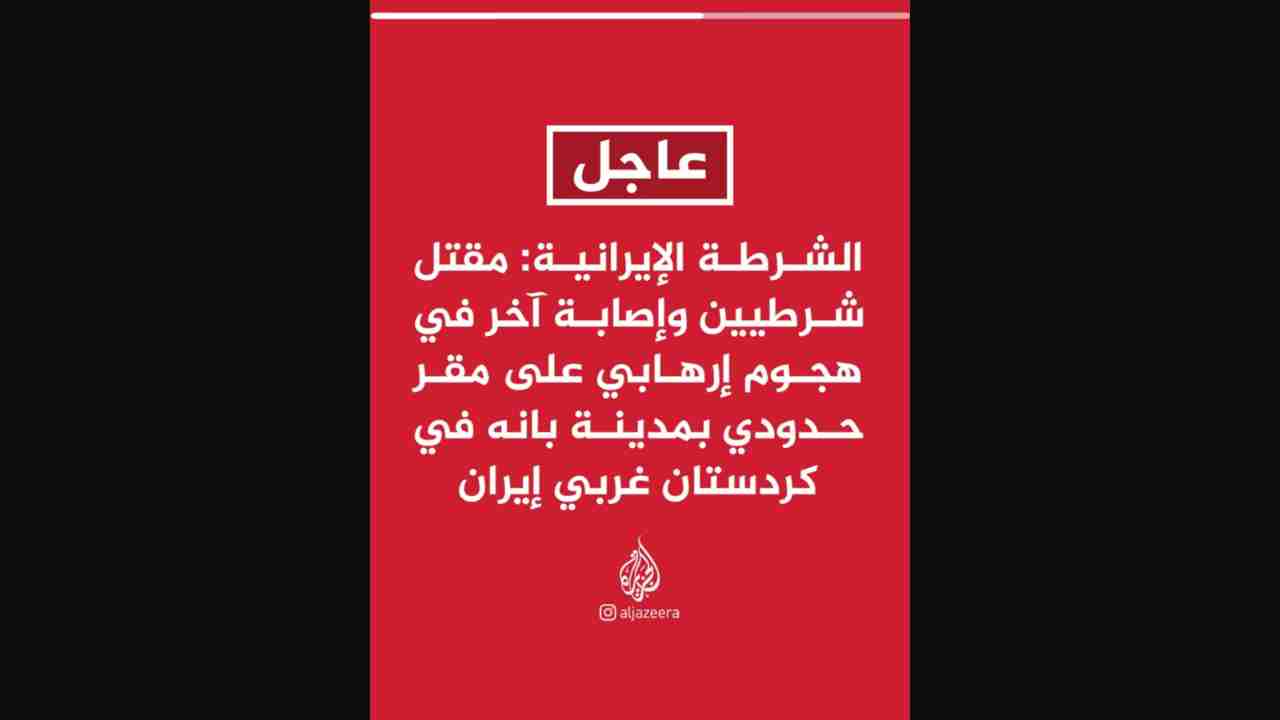 عاجل
الشرطة الإيرانية: مقتل
شرطيين وإصابة آخر في
هجوم إرهابي على مقر
حدودي بمدينة بانه في
كردستان غربي إيران
الجزيرة
aljazeera